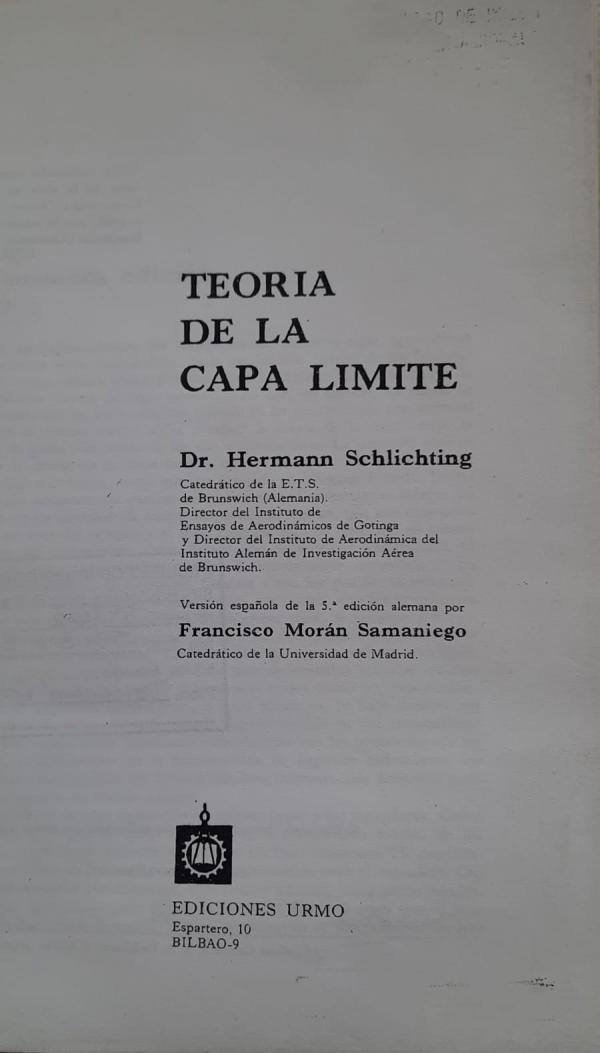 TEORIA
DE LA
CAPA LIMITE
Dr. Hermann Schlichting
Catedrático de la E.T.S.
de Brunswich (Alemania).
Director del Instituto de
Ensayos de Aerodinámicos de Gotinga
y Director del Instituto de Aerodinámica del
Instituto Alemán de Investigación Aérea
de Brunswich.
Versión española de la 5.ª edición alemana por
Francisco Morán Samaniego
Catedrático de la Universidad de Madrid.
EDICIONES URMO
Espartero, 10
BILBAO-9